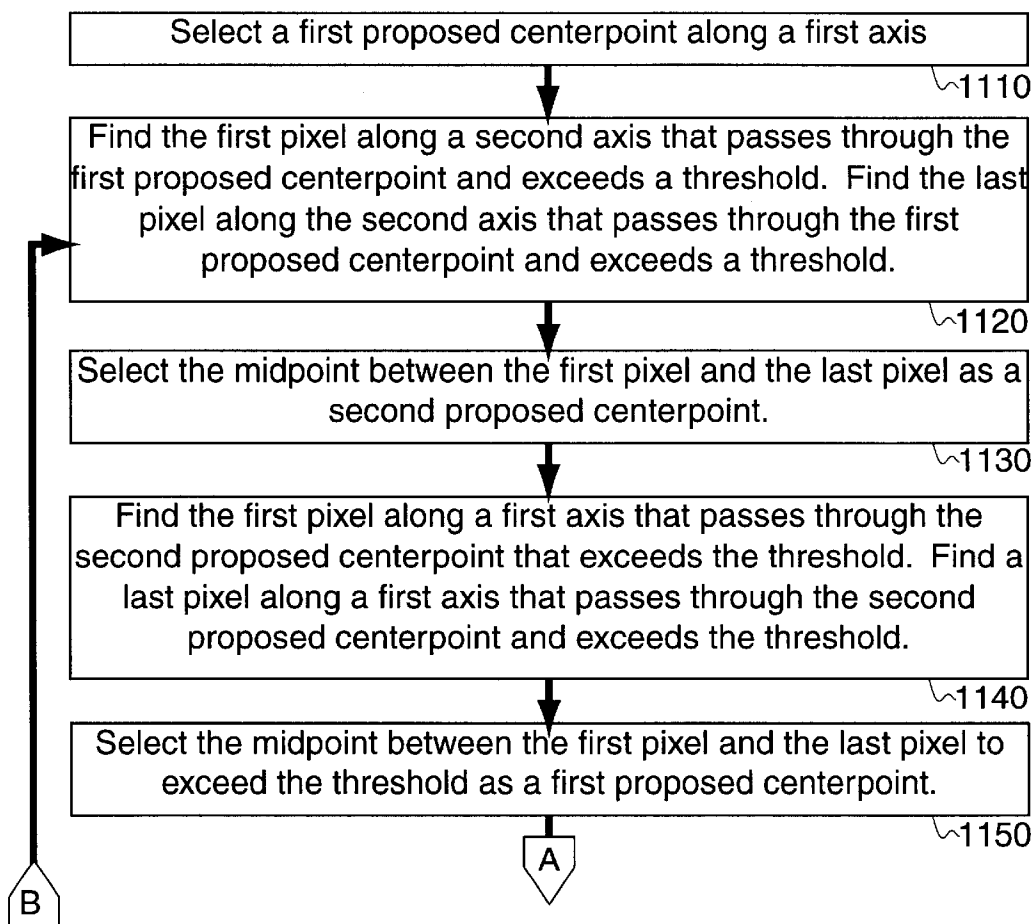 Select a first proposed centerpoint along a first axis
1110
Find the first pixel along a second axis that passes through the
first proposed centerpoint and exceeds a threshold. Find the last
pixel along the second axis that passes through the first
proposed centerpoint and exceeds a threshold.
1120
Select the midpoint between the first pixel and the last pixel as a
second proposed centerpoint.
1130
Find the first pixel along a first axis that passes through the
second proposed centerpoint that exceeds the threshold. Find a
last pixel along a first axis that passes through the second
proposed centerpoint and exceeds the threshold.
1140
Select the midpoint between the first pixel and the last pixel to
exceed the threshold as a first proposed centerpoint.
1150
A
B